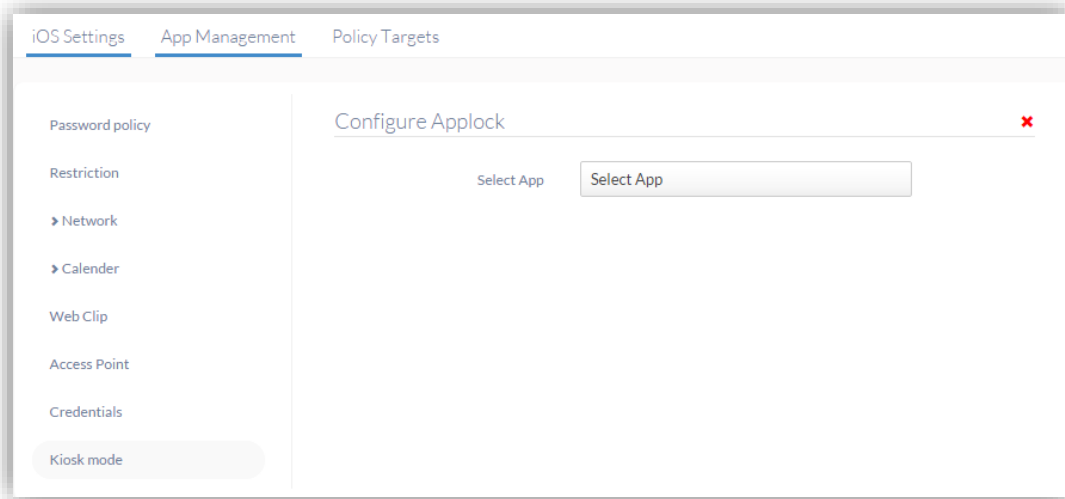 iOS Settings App Management Policy Targets
Password policy
Restriction
Network
Calender
Web Clip
Access Point
Credentials
Kiosk mode
Configure Applock
Select App Select App